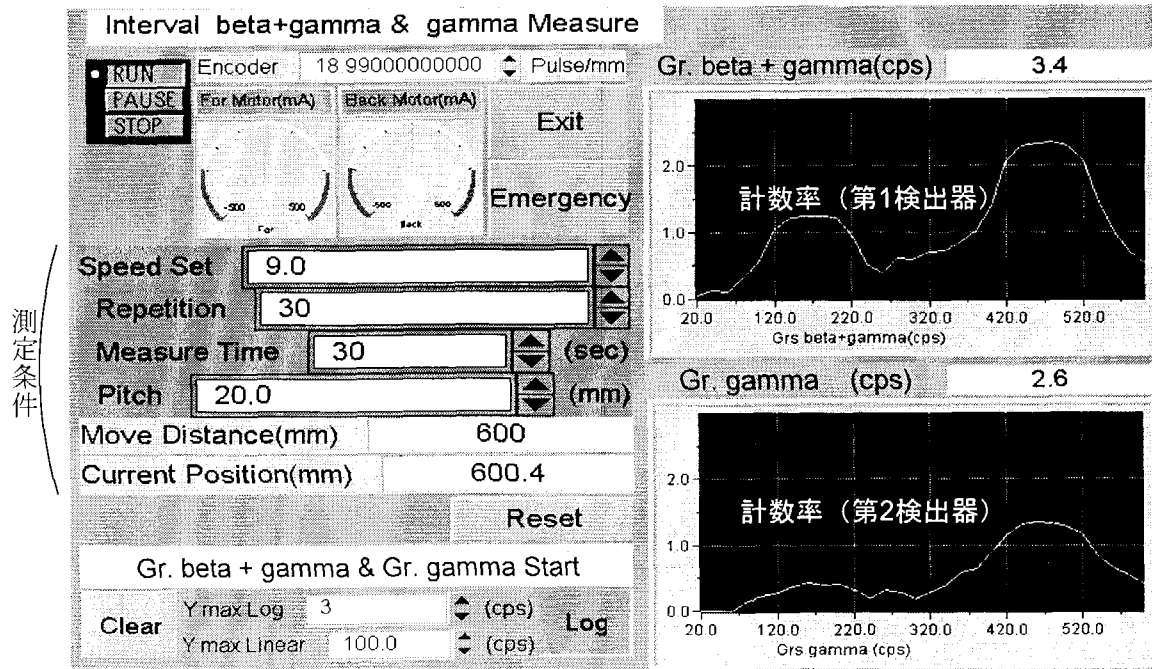 Interval beta+gamma & gamma Measure
RUN
PAUSE
STOP
Encoder 18.99000000000 Pulse/mm
For Motor(mA)
Back Motor(mA)
-500 500
For
-500 500
Back
Exit
Emergency
測定条件
Speed Set 9.0
Repetition 30
Measure Time 30 (sec)
Pitch 20.0 (mm)
Move Distance(mm) 600
Current Position(mm) 600.4
Reset
Gr. beta + gamma & Gr. gamma Start
Clear
Y max Log 3 (cps)
Y max Linear 100.0 (cps)
Log
Gr. beta + gamma(cps) 3.4
2.0
計数率（第1検出器）
1.0
0.0
20.0 120.0 220.0 320.0 420.0 520.0
Grs beta+gamma(cps)
Gr. gamma (cps) 2.6
2.0
計数率（第2検出器）
1.0
0.0
20.0 120.0 220.0 320.0 420.0 520.0
Grs gamma (cps)